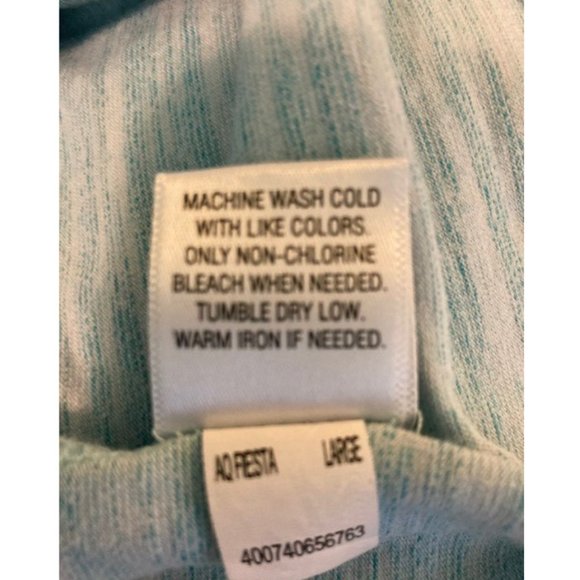 MACHINE WASH COLD
WITH LIKE COLORS.
ONLY NON-CHLORINE
BLEACH WHEN NEEDED.
TUMBLE DRY LOW.
WARM IRON IF NEEDED.
AQ FIESTA LARGE
400740656763